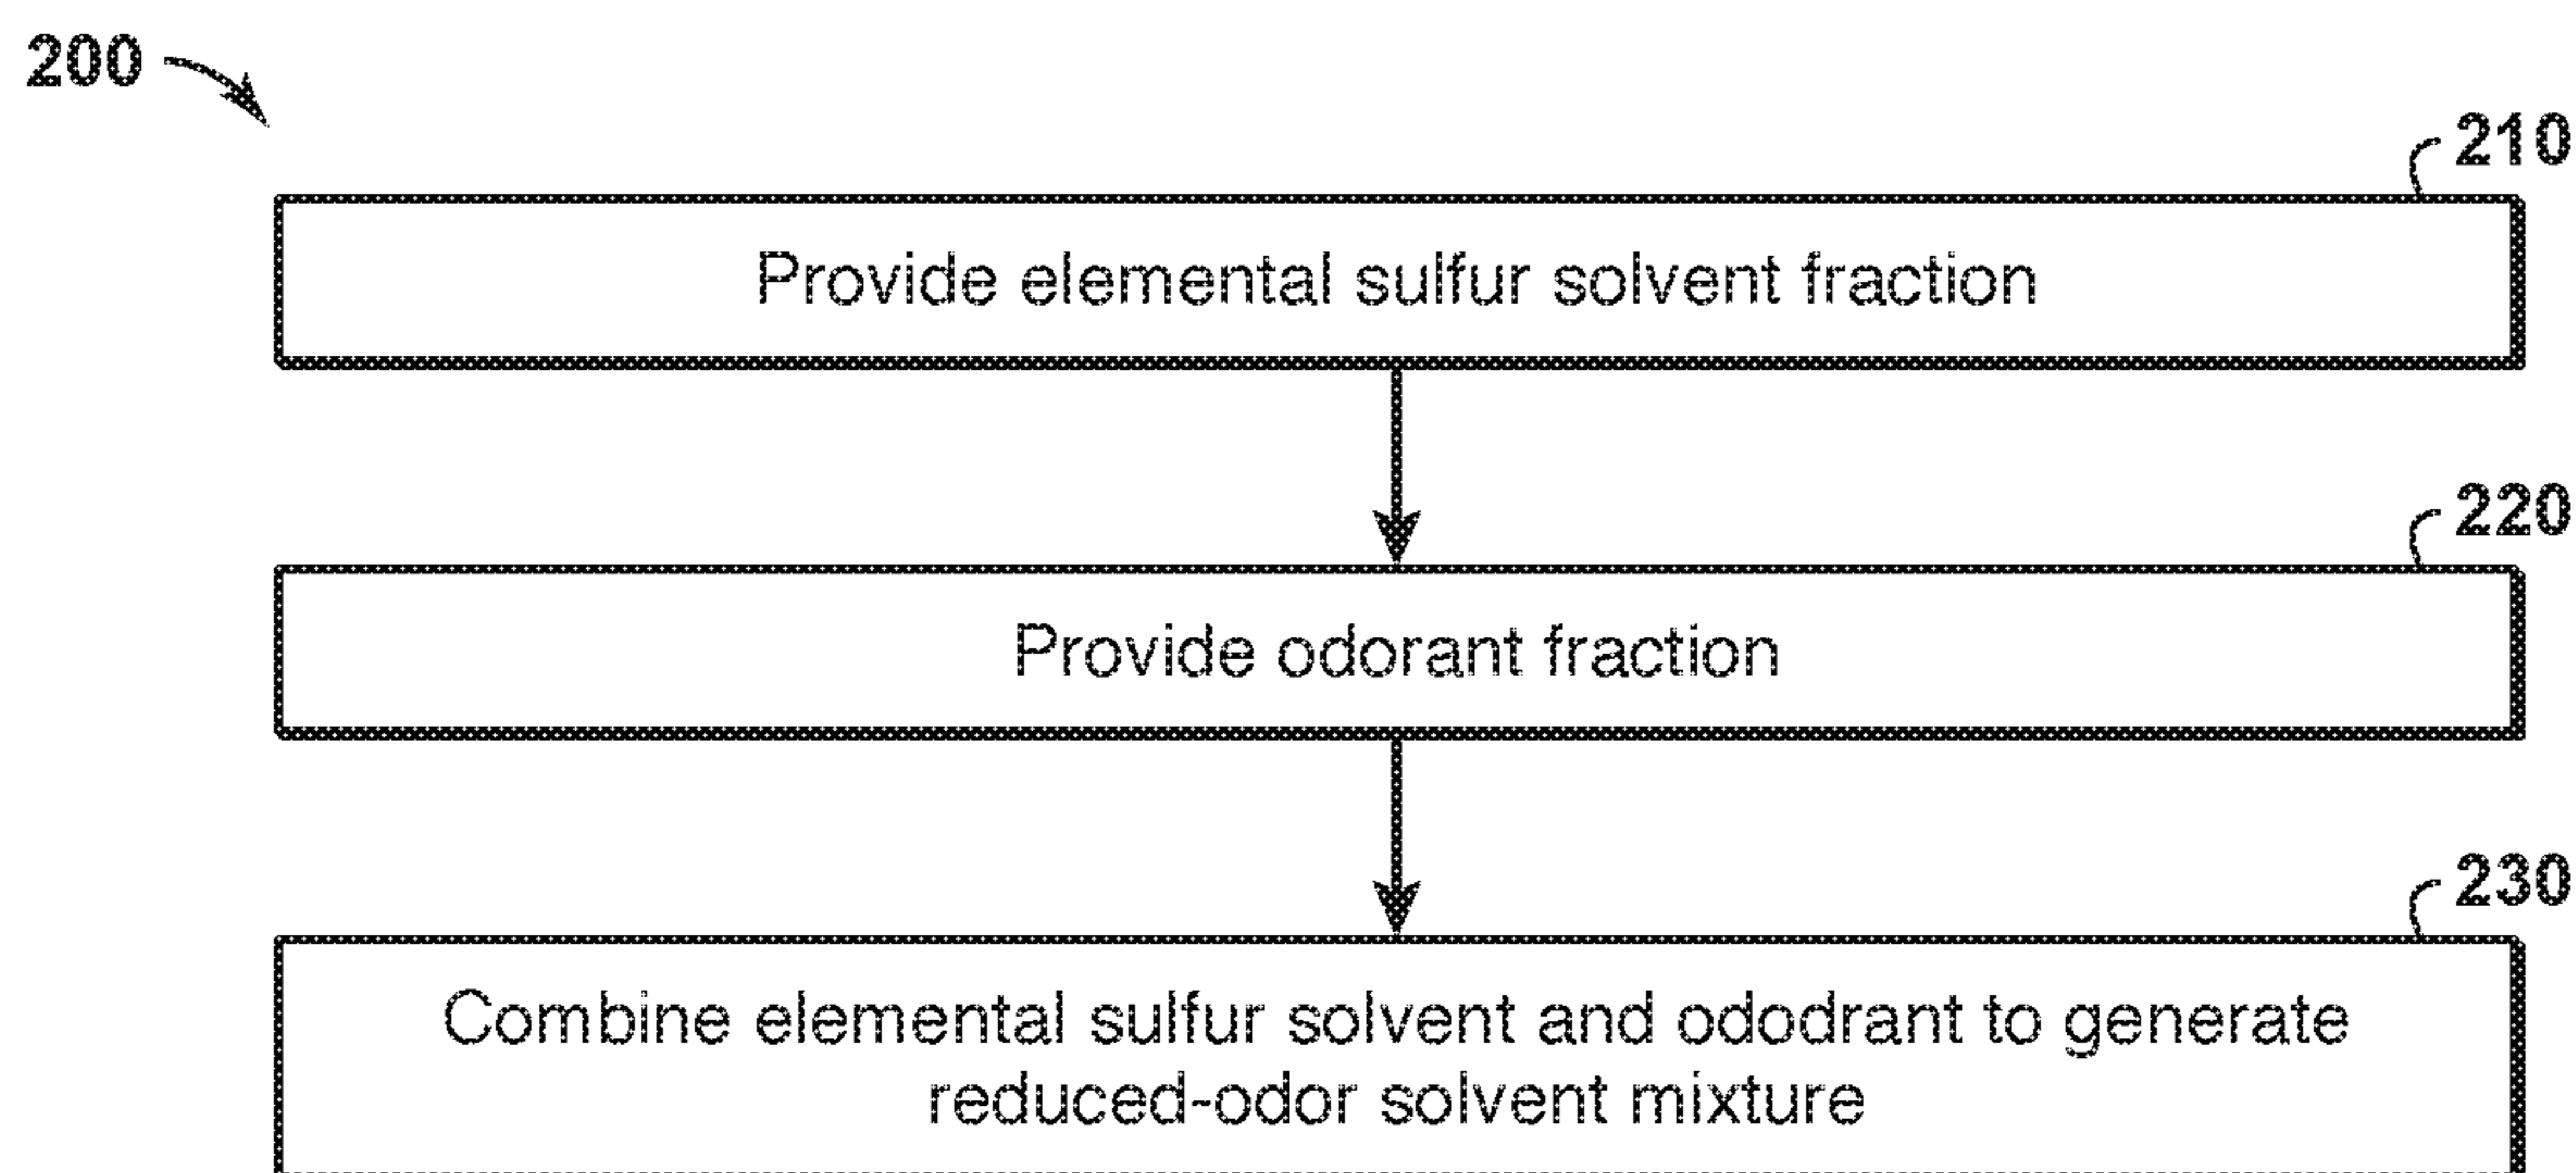 200
210
Provide elemental sulfur solvent fraction
220
Provide odorant fraction
230
Combine elemental sulfur solvent and ododrant to generate
reduced-odor solvent mixture